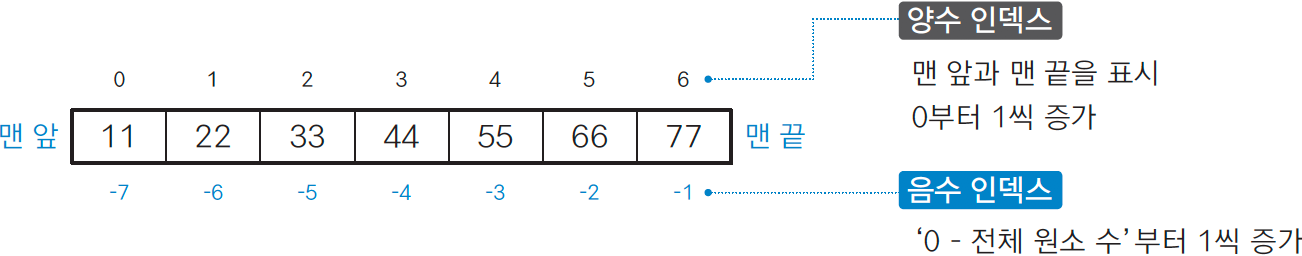 양수 인덱스
맨 앞과 맨 끝을 표시
0부터 1씩 증가
0 1 2 3 4 5 6
맨 앞 11 22 33 44 55 66 77 맨 끝
-7 -6 -5 -4 -3 -2 -1
음수 인덱스
‘0 - 전체 원소 수’부터 1씩 증가